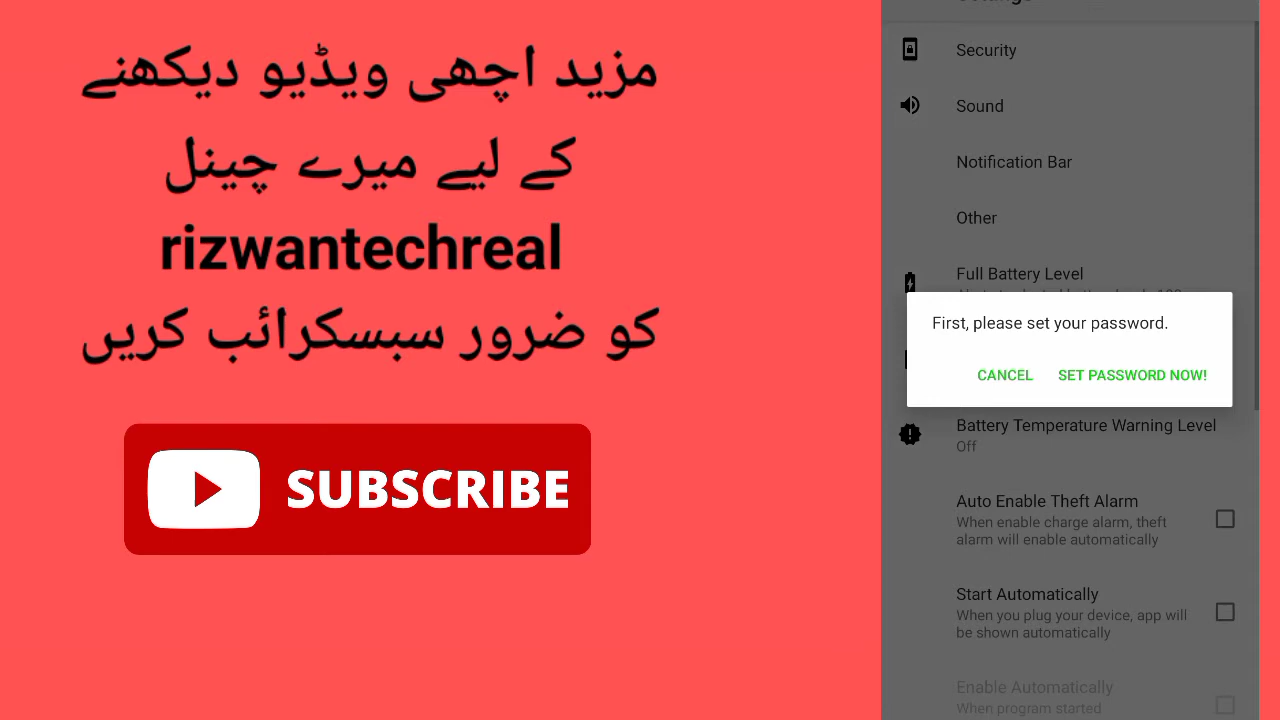 مزید اچھی ویڈیو دیکھنے
کے لیے میرے چینل
rizwantechreal
کو ضرور سبسکرائب کریں
SUBSCRIBE
Settings
Security
Sound
Notification Bar
Other
Full Battery Level
First, please set your password.
CANCEL SET PASSWORD NOW!
Battery Temperature Warning Level
Off
Auto Enable Theft Alarm
When enable charge alarm, theft
alarm will enable automatically
Start Automatically
When you plug your device, app will
be shown automatically
Enable Automatically
When program started